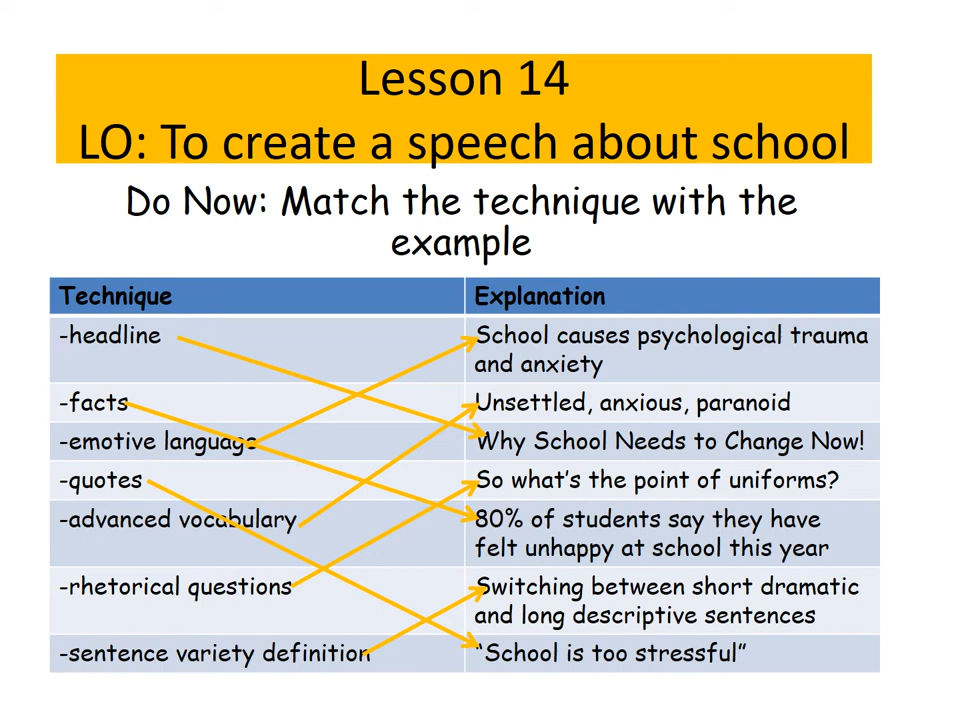 Lesson 14
LO: To create a speech about school
Do Now: Match the technique with the
example
Technique
Explanation
-headline
School causes psychological trauma
and anxiety
-facts
Unsettled, anxious, paranoid
-emotive language
Why School Needs to Change Now!
-quotes
So what's the point of uniforms?
-advanced vocabulary
80% of students say they have
felt unhappy at school this year
-rhetorical questions
Switching between short dramatic
and long descriptive sentences
-sentence variety definition
"School is too stressful"